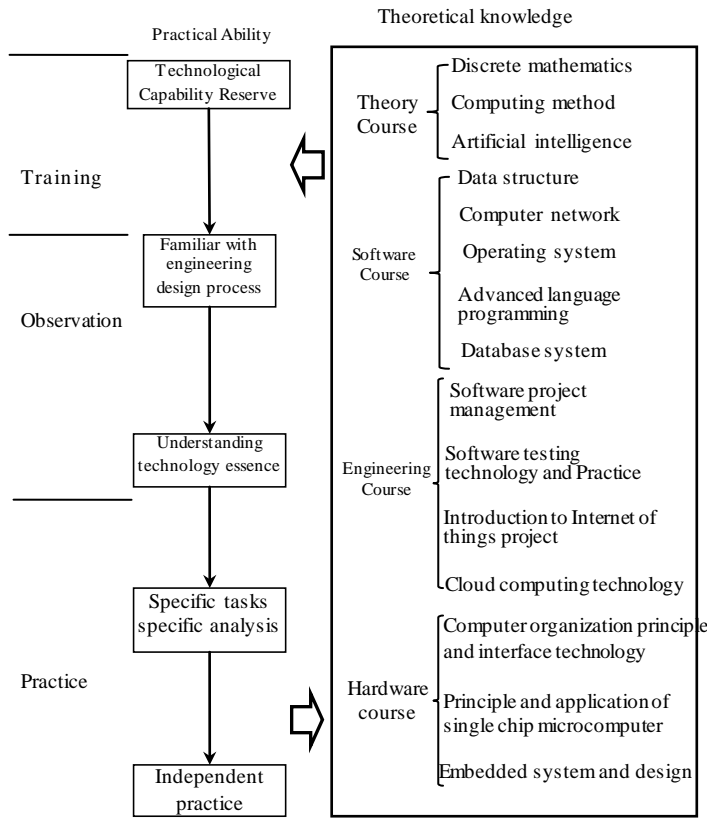 Theoretical knowledge
Practical Ability
Technological
Capability Reserve
Training
Familiar with
engineering
design process
Observation
Understanding
technology essence
Specific tasks
specific analysis
Practice
Independent
practice
Theory
Course
Discrete mathematics
Computing method
Artificial intelligence
Software
Course
Data structure
Computer network
Operating system
Advanced language
programming
Database system
Engineering
Course
Software project
management
Software testing
technology and Practice
Introduction to Internet of
things project
Cloud computing technology
Hardware
course
Computer organization principle
and interface technology
Principle and application of
single chip microcomputer
Embedded system and design